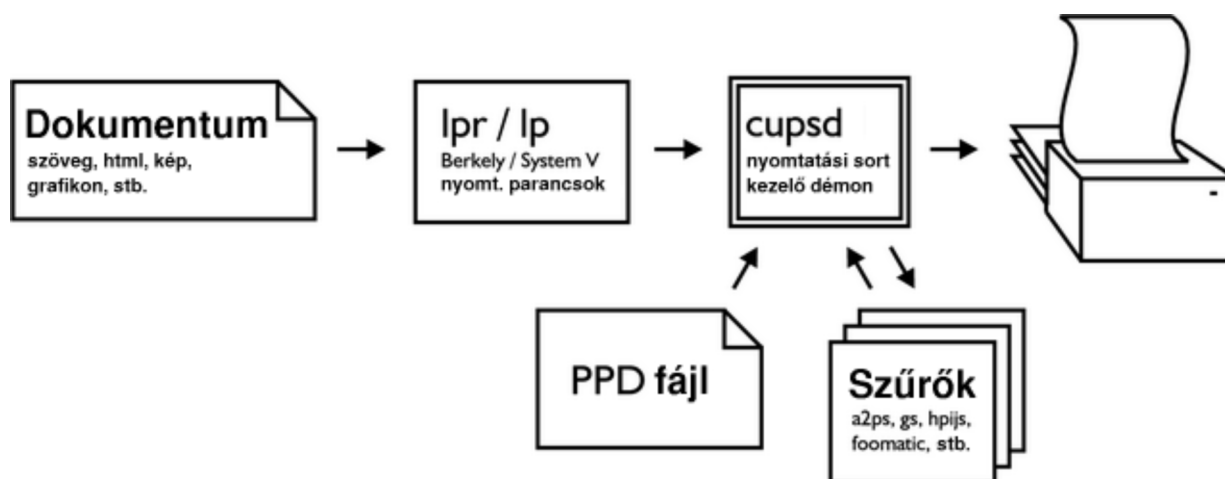 Dokumentum
szöveg, html, kép,
grafikon, stb.
lpr / lp
Berkely / System V
nyomt. parancsok
cupsd
nyomtatási sort
kezelő démon
PPD fájl
Szűrők
a2ps, gs, hpijs,
foomatic, stb.